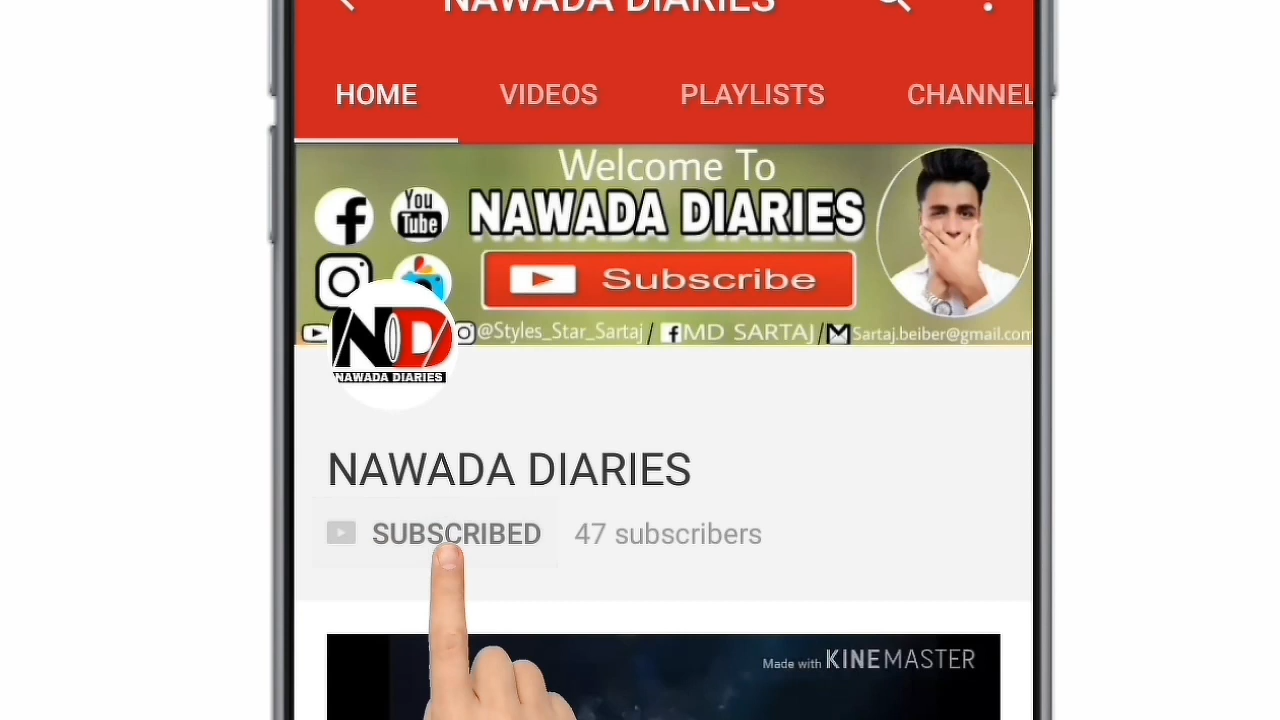 NAWADA DIARIES
HOME VIDEOS PLAYLISTS CHANNEL
Welcome To
NAWADA DIARIES
You
Tube
Subscribe
@Styles_Star_Sartaj / f MD SARTAJ / M Sartaj.beiber@gmail.com
ND
NAWADA DIARIES
NAWADA DIARIES
SUBSCRIBED 47 subscribers
Made with KINEMASTER